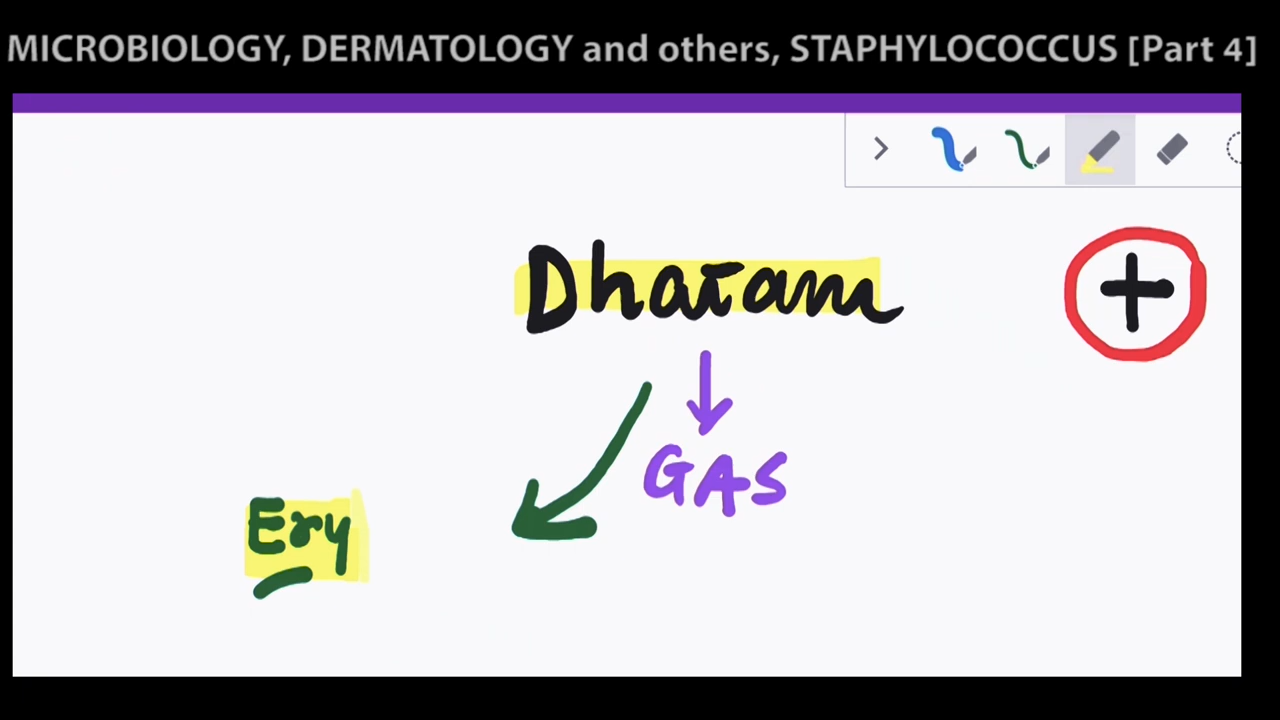 MICROBIOLOGY, DERMATOLOGY and others, STAPHYLOCOCCUS [Part 4]
Dharam
+
GAS
Ery